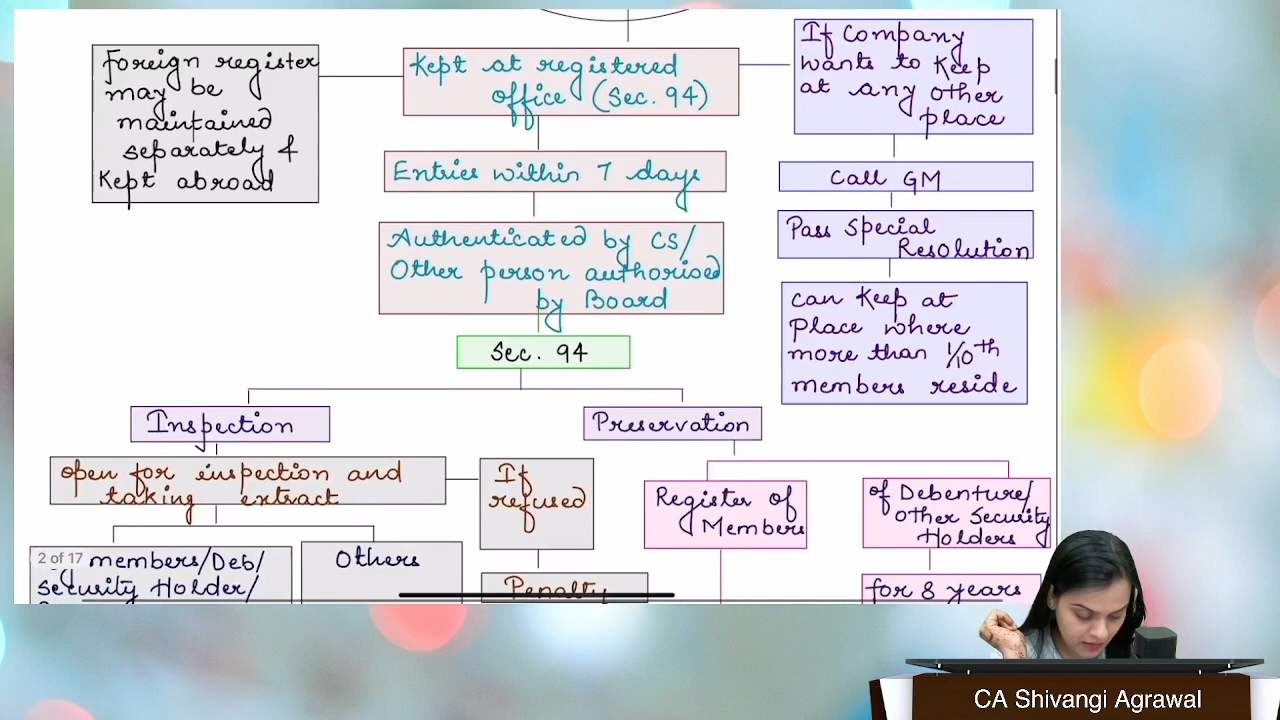 Foreign register
may be
maintained
separately &
Kept abroad
Kept at registered
office (Sec. 94)
If Company
wants to Keep
at any other
place
Entries within 7 days
Call GM
Authenticated by CS/
Other person authorised
by Board
Pass Special
Resolution
can Keep at
Place where
more than 1/10th
members reside
Sec. 94
Inspection
Preservation
open for inspection and
taking extract
If
refused
Register of
Members
of Debenture/
other Security
Holders
2 of 17
members/Deb/
Security Holder/
Others
Penalty
for 8 years
CA Shivangi Agrawal